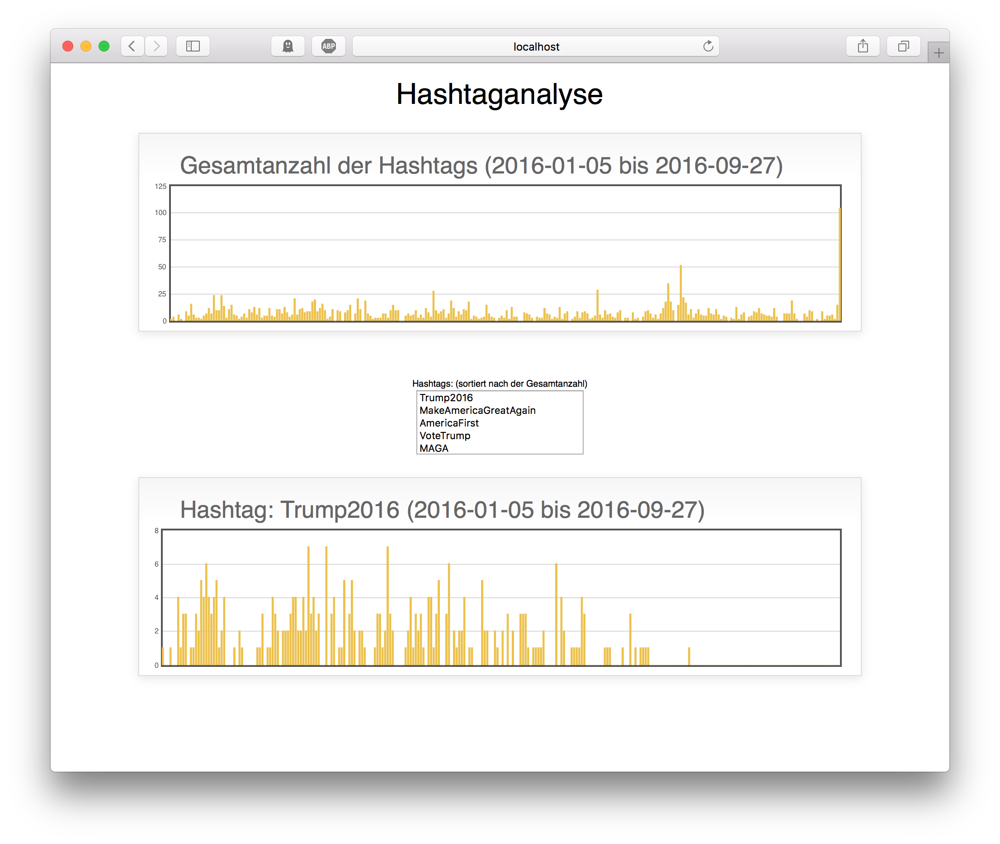 ABP
localhost
Hashtaganalyse
Gesamtanzahl der Hashtags (2016-01-05 bis 2016-09-27)
125
100
75
50
25
0
Hashtags: (sortiert nach der Gesamtanzahl)
Trump2016
MakeAmericaGreatAgain
AmericaFirst
VoteTrump
MAGA
Hashtag: Trump2016 (2016-01-05 bis 2016-09-27)
8
6
4
2
0